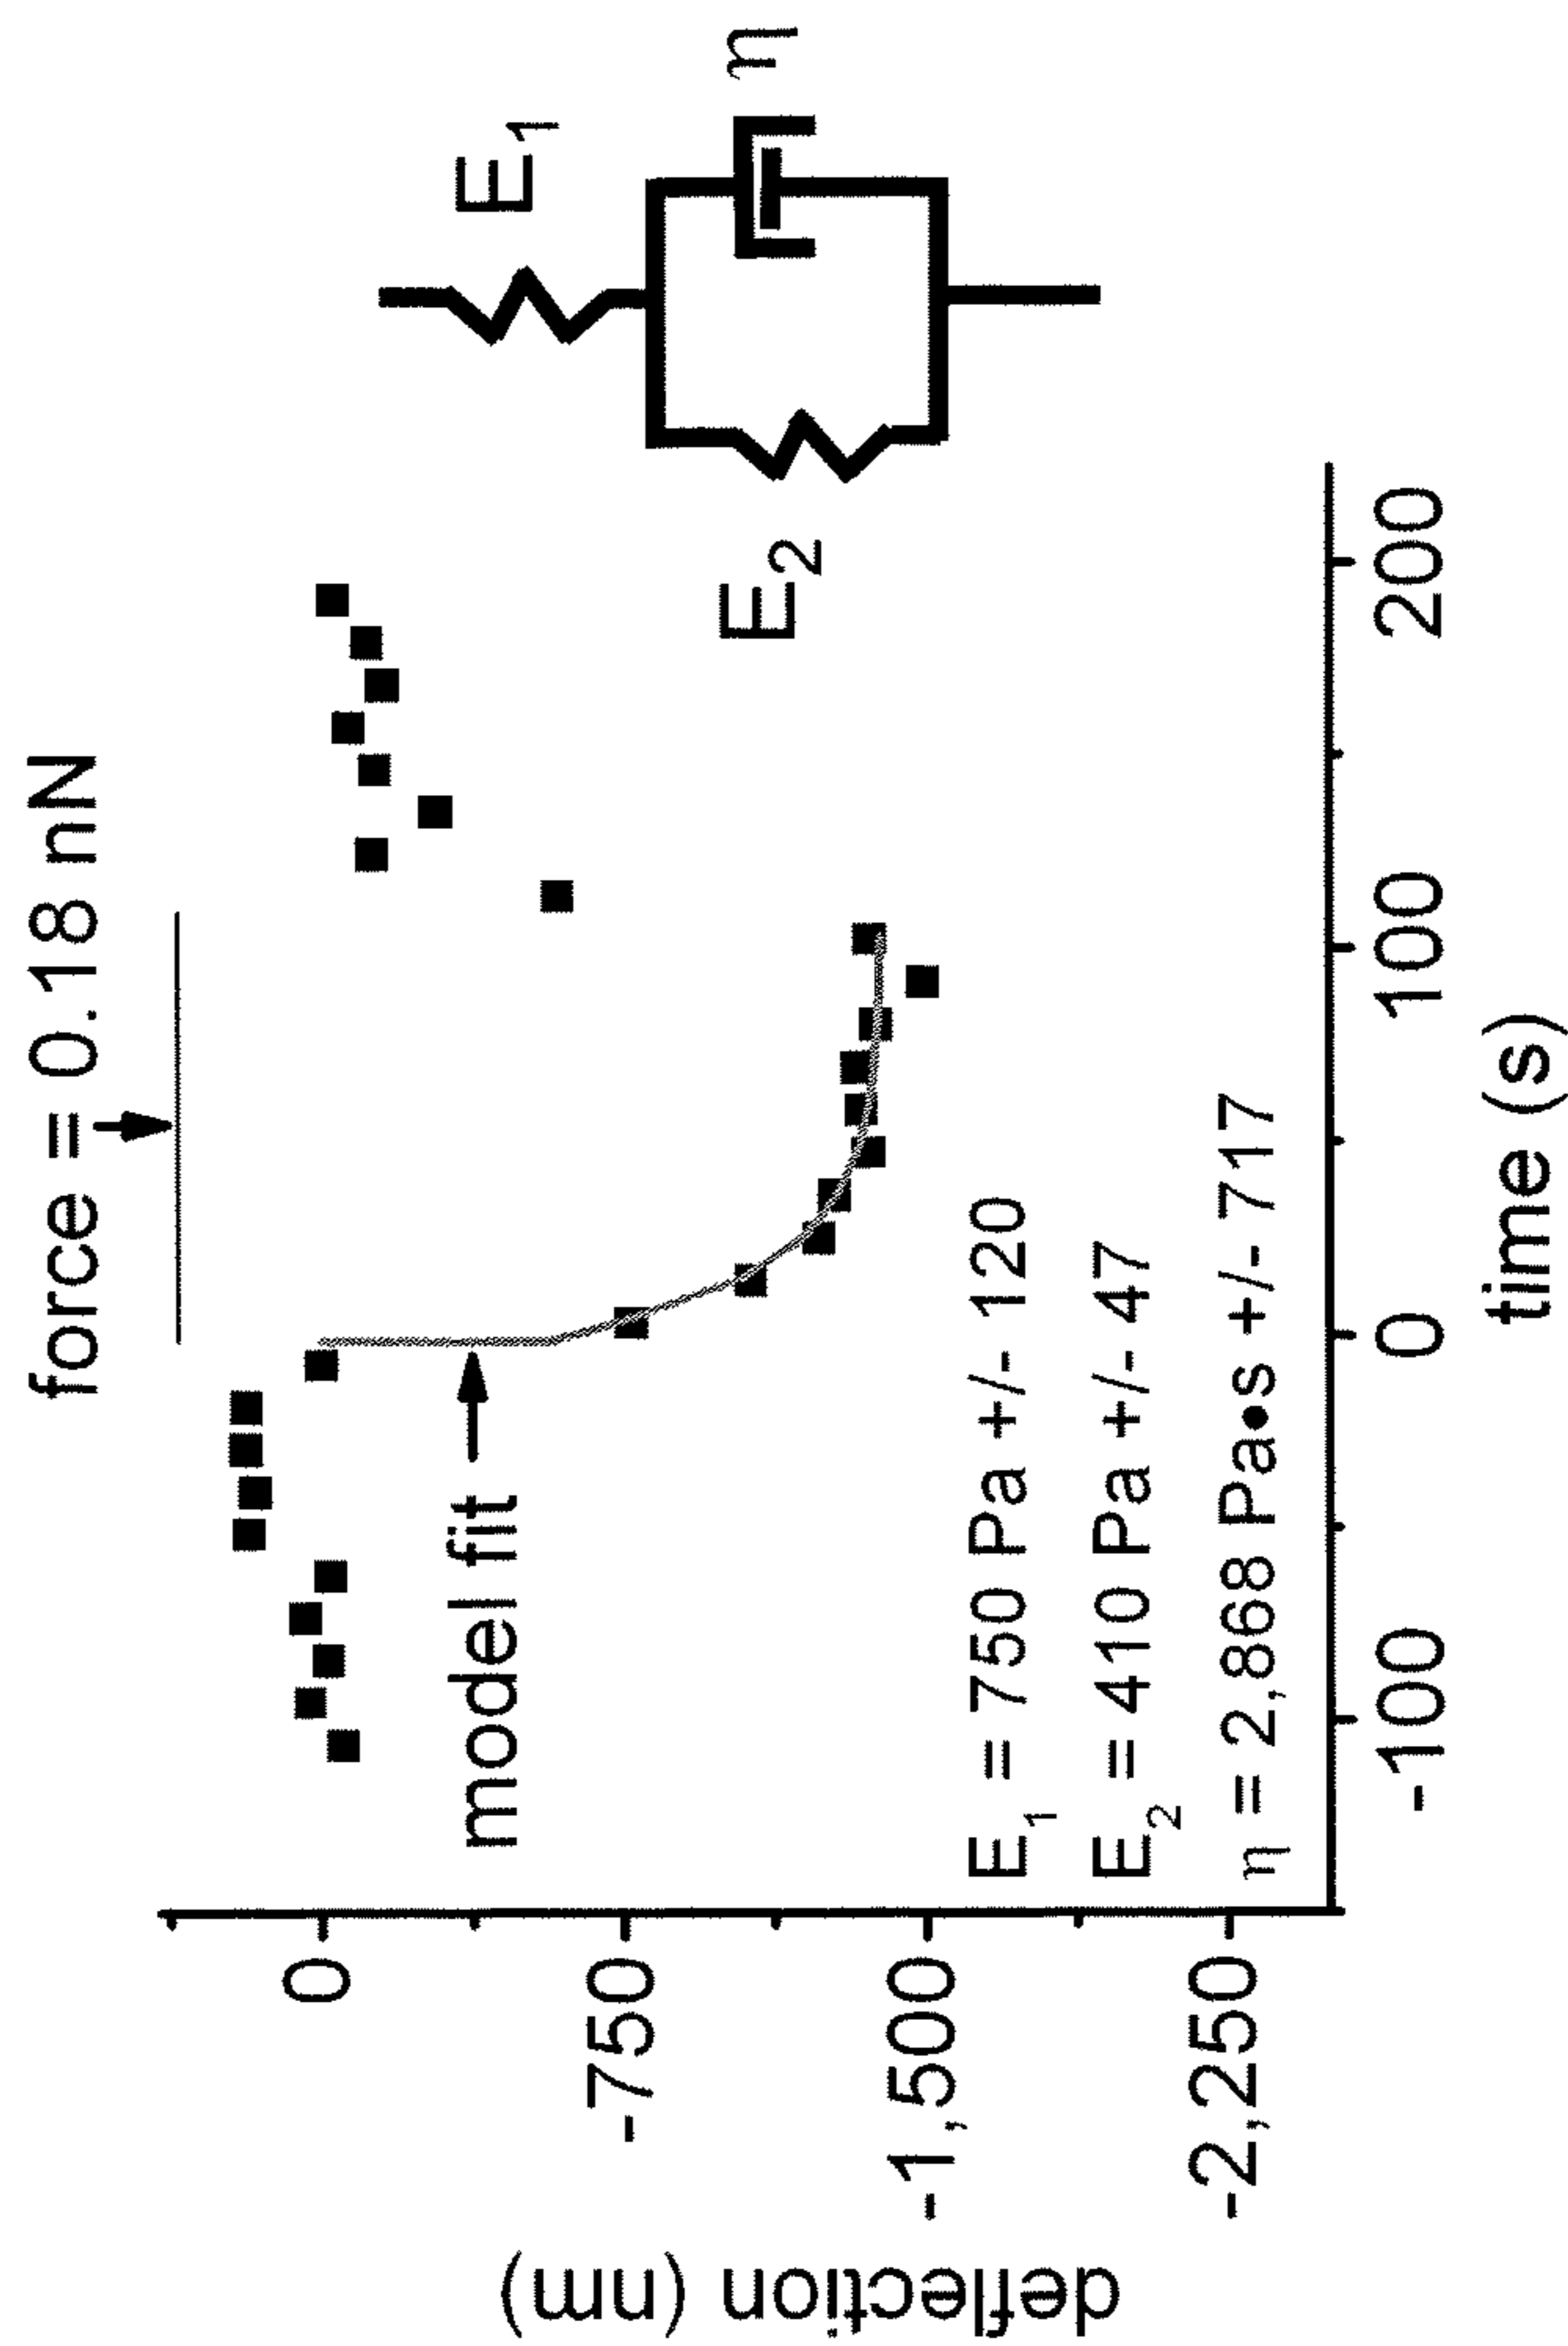 force = 0.18 nN
model fit
E1
E2
η
E1 = 750 Pa +/- 120
E2 = 410 Pa +/- 47
η = 2,868 Pa•s +/- 717
0
-750
-1,500
-2,250
deflection (nm)
-100
0
100
200
time (s)